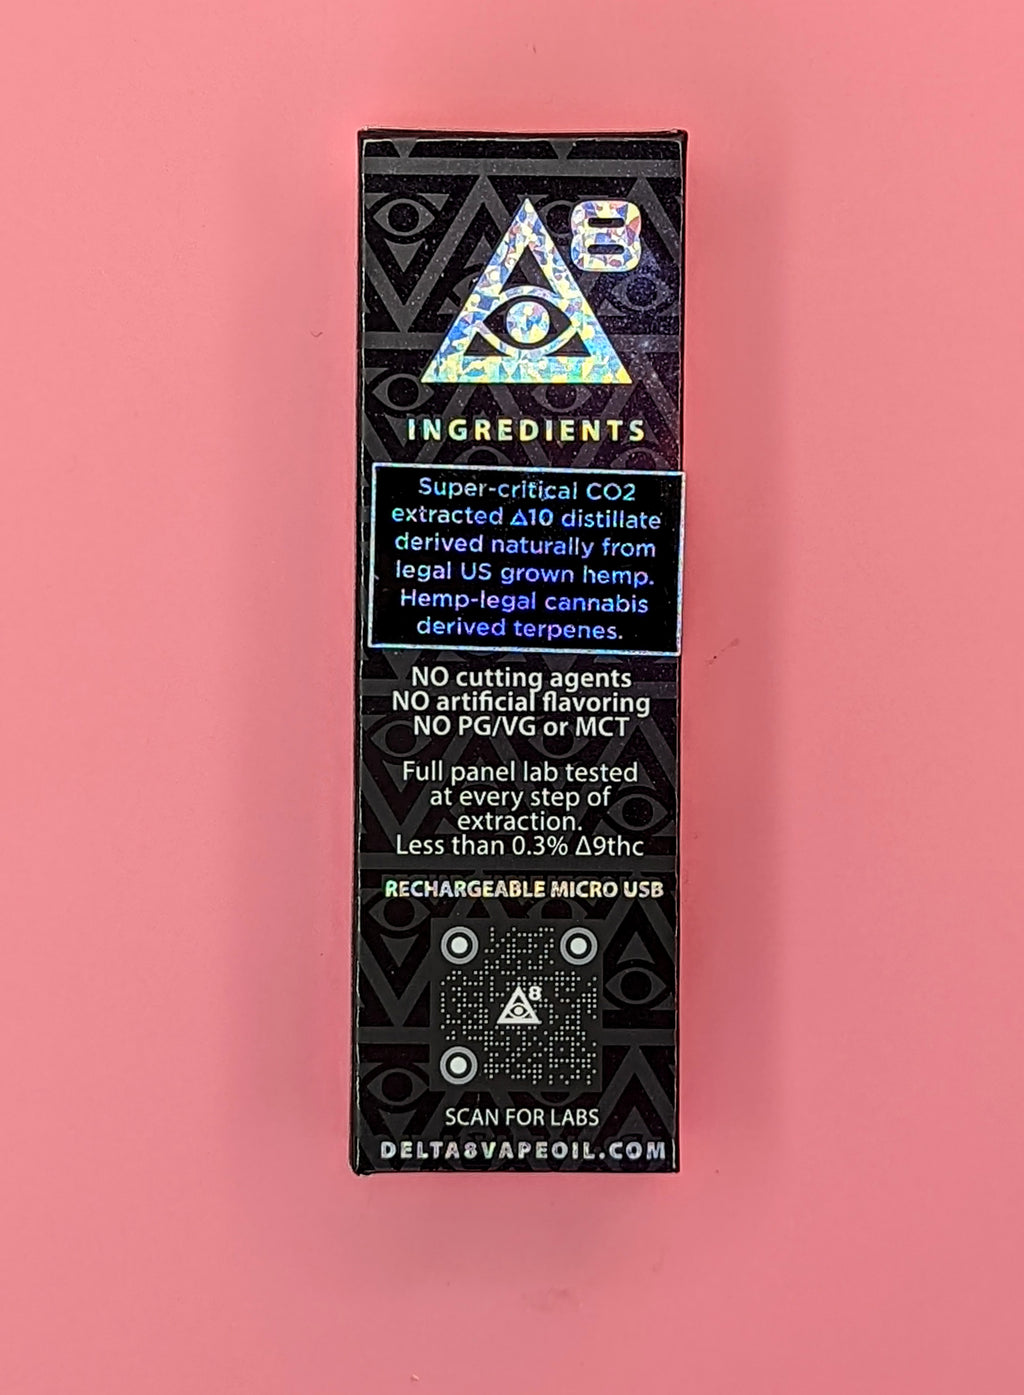 8
INGREDIENTS
Super-critical CO2
extracted Δ10 distillate
derived naturally from
legal US grown hemp.
Hemp-legal cannabis
derived terpenes.
NO cutting agents
NO artificial flavoring
NO PG/VG or MCT
Full panel lab tested
at every step of
extraction.
Less than 0.3% Δ9thc
RECHARGEABLE MICRO USB
8
SCAN FOR LABS
DELTA8VAPEOIL.COM